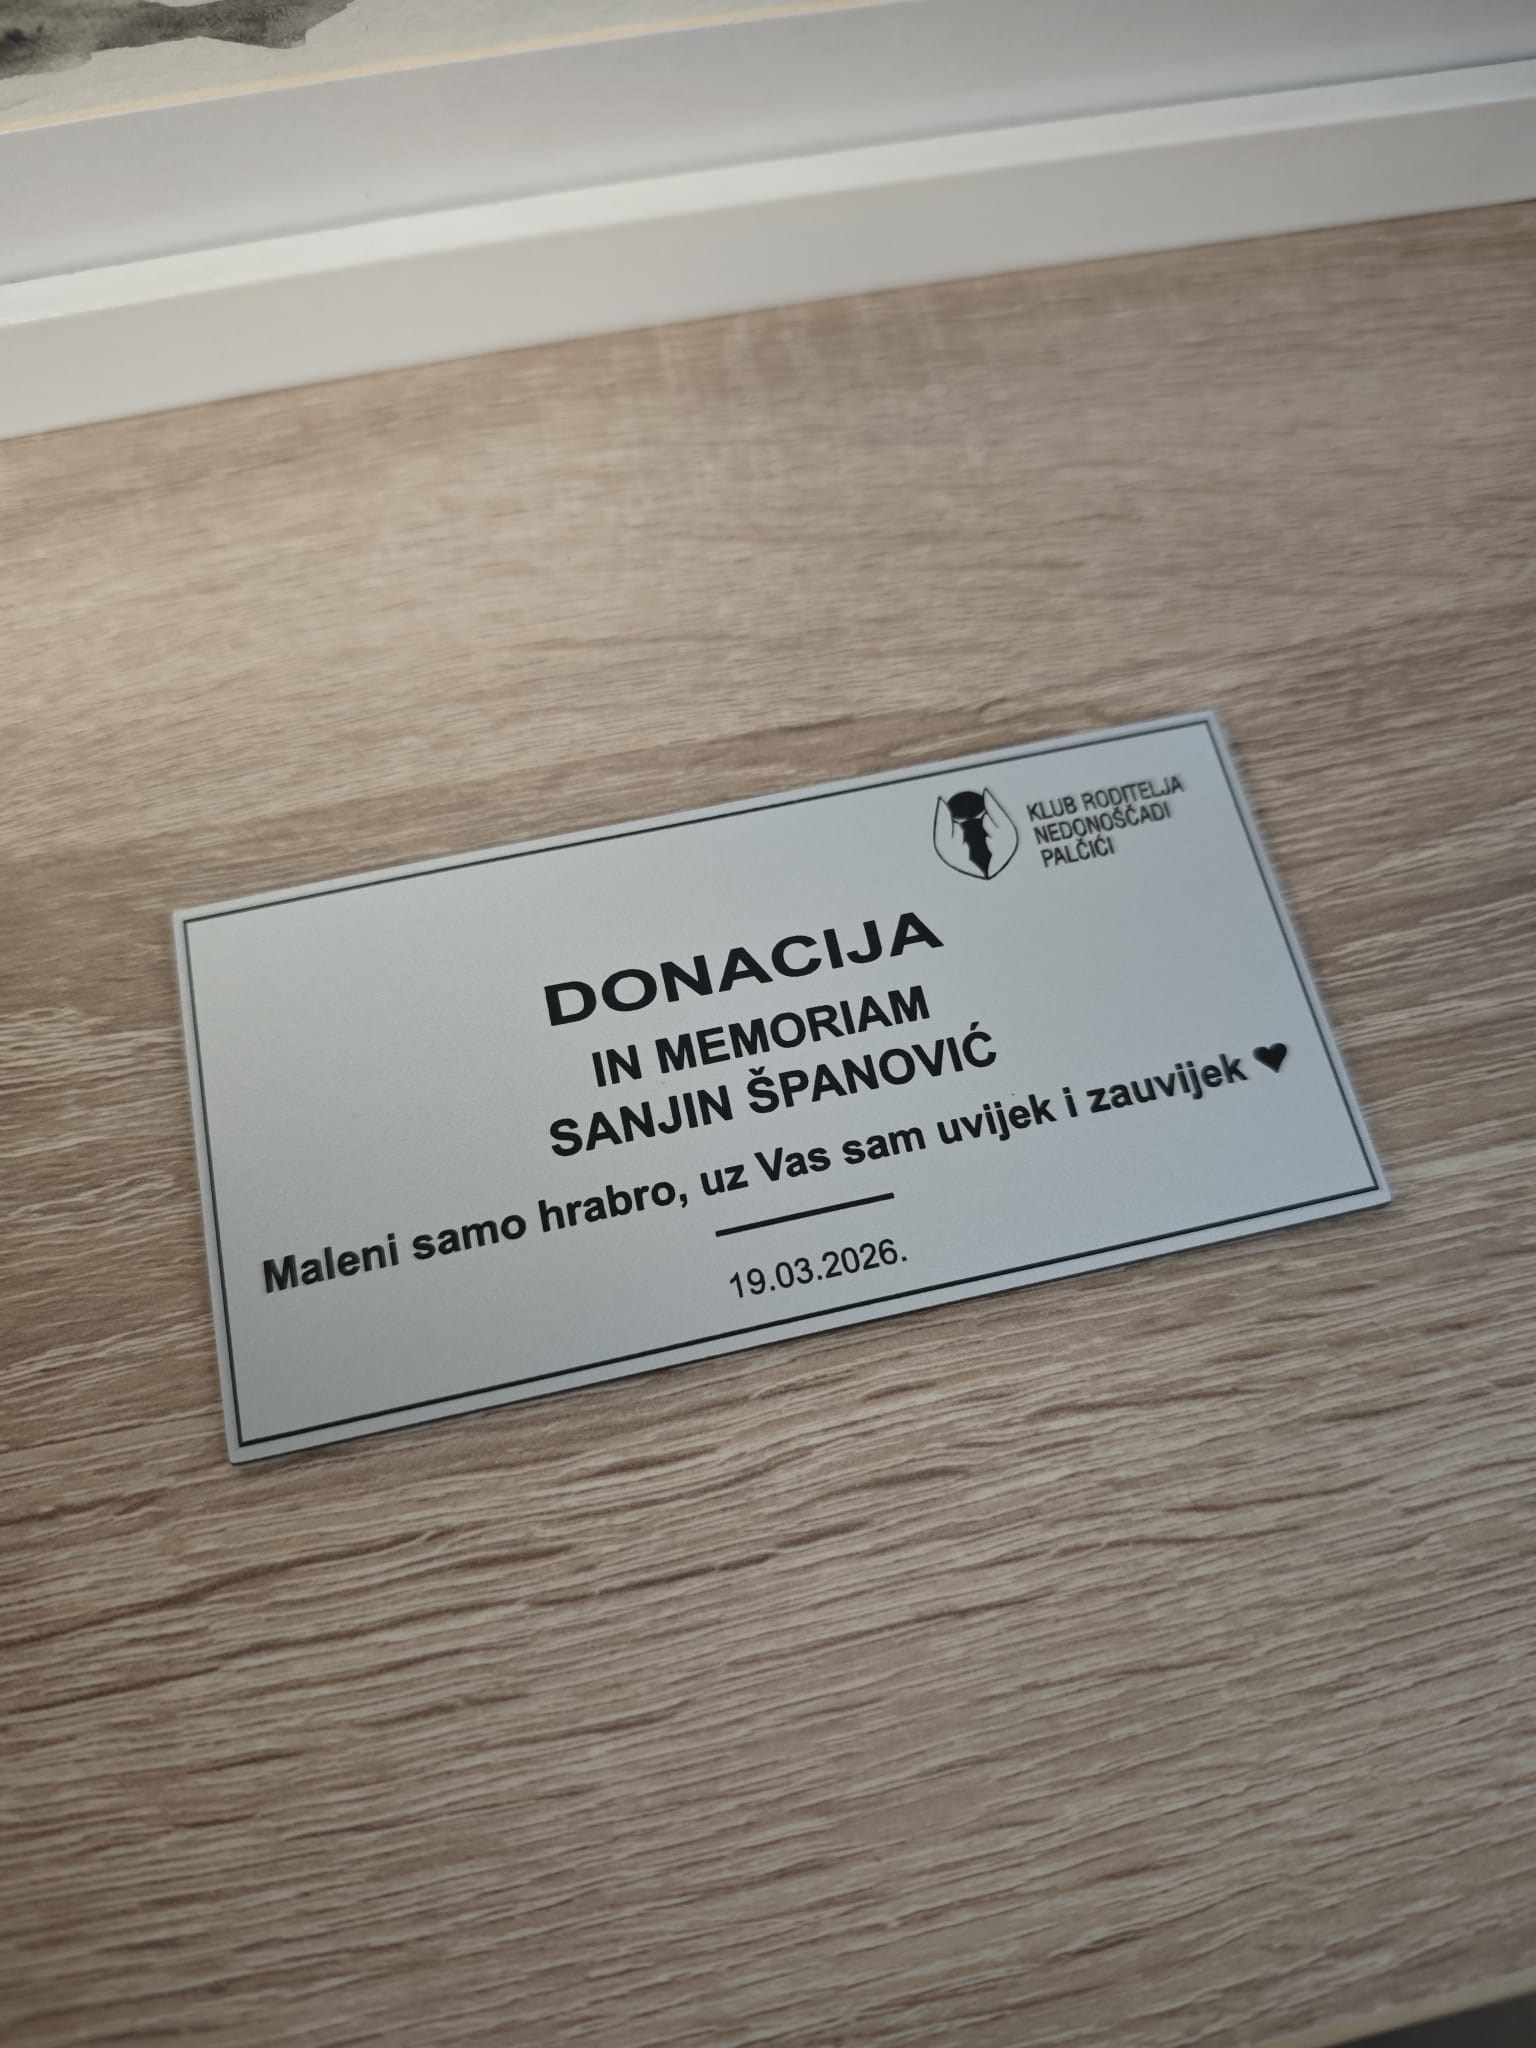 KLUB RODITELJA
NEDONOŠČADI
PALČIĆI
DONACIJA
IN MEMORIAM
SANJIN ŠPANOVIĆ
Maleni samo hrabro, uz Vas sam uvijek i zauvijek ♥
19.03.2026.